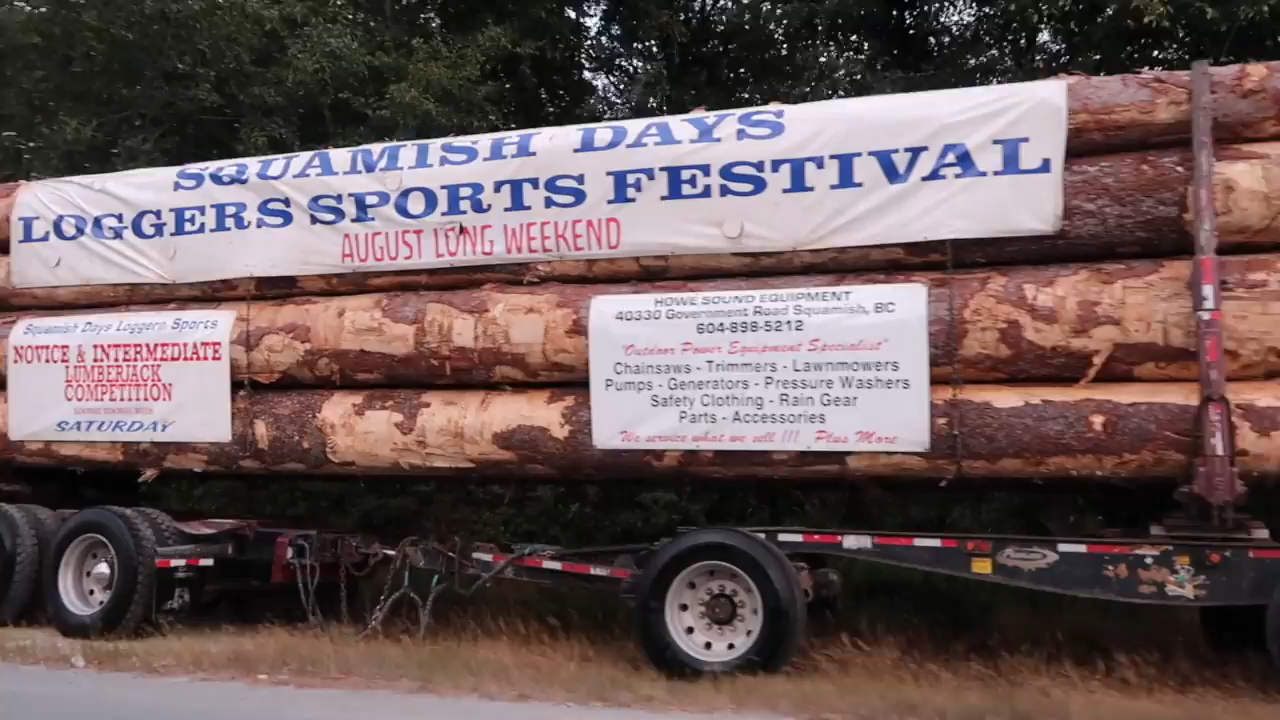 SQUAMISH DAYS
LOGGERS SPORTS FESTIVAL
AUGUST LONG WEEKEND
Squamish Days Loggers Sports
NOVICE & INTERMEDIATE
LUMBERJACK
COMPETITION
SATURDAY
HOWE SOUND EQUIPMENT
40330 Government Road Squamish, BC
604-898-5212
"Outdoor Power Equipment Specialist"
Chainsaws - Trimmers - Lawnmowers
Pumps - Generators - Pressure Washers
Safety Clothing - Rain Gear
Parts - Accessories
We service what we sell !!! Plus More